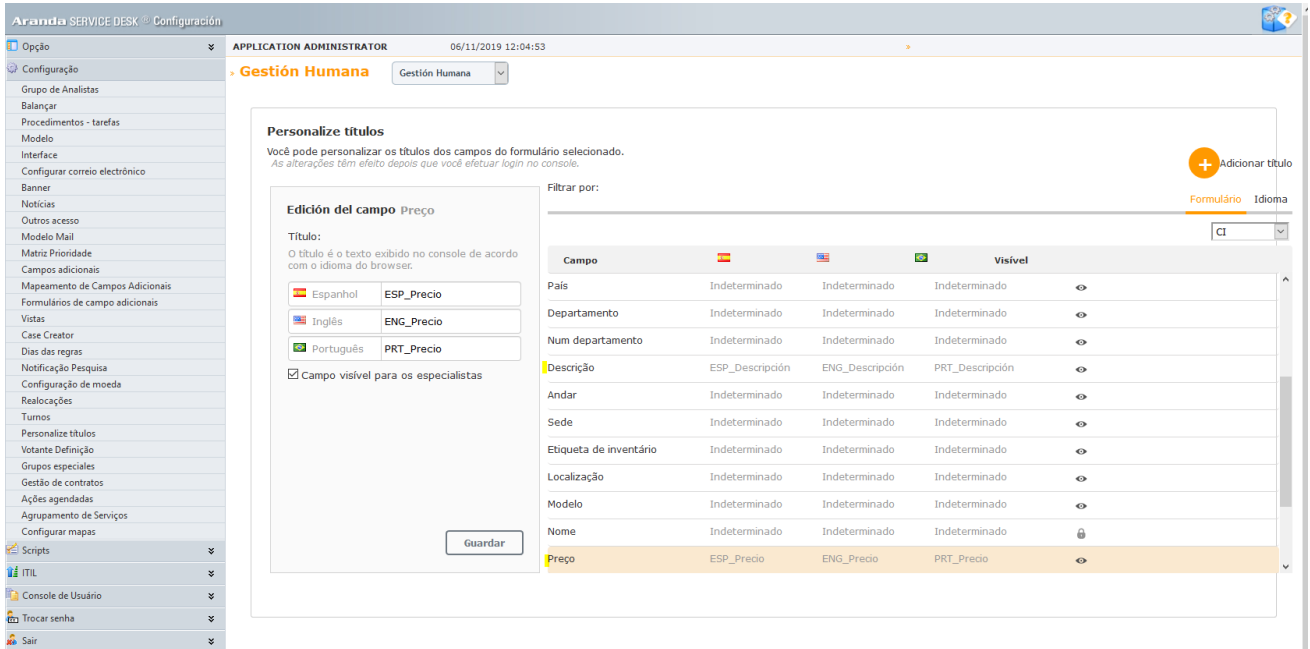 Aranda SERVICE DESK ® Configuración
Opção
Configuração
Grupo de Analistas
Balançar
Procedimentos - tarefas
Modelo
Interface
Configurar correio electrônico
Banner
Notícias
Outros acesso
Modelo Mail
Matriz Prioridade
Campos adicionais
Mapeamento de Campos Adicionais
Formulários de campo adicionais
Vistas
Case Creator
Dias das regras
Notificação Pesquisa
Configuração de moeda
Realocações
Turnos
Personalize títulos
Votante Definição
Grupos especiales
Gestão de contratos
Ações agendadas
Agrupamento de Serviços
Configurar mapas
Scripts
ITIL
Console de Usuário
Trocar senha
Sair
APPLICATION ADMINISTRATOR 06/11/2019 12:04:53 »
» Gestión Humana Gestión Humana
Personalize títulos
Você pode personalizar os títulos dos campos do formulário selecionado.
As alterações têm efeito depois que você efetuar login no console.
+ Adicionar título
Edición del campo Preço
Título:
O título é o texto exibido no console de acordo
com o idioma do browser.
Espanhol ESP_Precio
Inglês ENG_Precio
Português PRT_Precio
Campo visível para os especialistas
Guardar
Filtrar por:
Formulário Idioma
CI
Campo Visível
País Indeterminado Indeterminado Indeterminado
Departamento Indeterminado Indeterminado Indeterminado
Num departamento Indeterminado Indeterminado Indeterminado
Descrição ESP_Descripción ENG_Descripción PRT_Descripción
Andar Indeterminado Indeterminado Indeterminado
Sede Indeterminado Indeterminado Indeterminado
Etiqueta de inventário Indeterminado Indeterminado Indeterminado
Localização Indeterminado Indeterminado Indeterminado
Modelo Indeterminado Indeterminado Indeterminado
Nome Indeterminado Indeterminado Indeterminado
Preço ESP_Precio ENG_Precio PRT_Precio